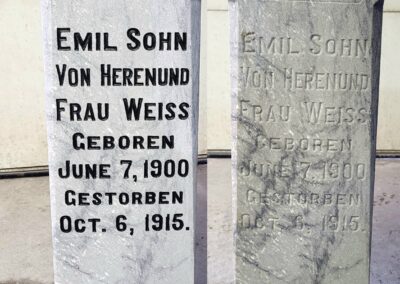 EMIL SOHN
VON HERENUND
FRAU WEISS
GEBOREN
JUNE 7, 1900
GESTORBEN
OCT. 6, 1915.
EMIL SOHN
VON HERENUND
FRAU WEISS
GEBOREN
JUNE 7, 1900
GESTORBEN
OCT. 6, 1915.